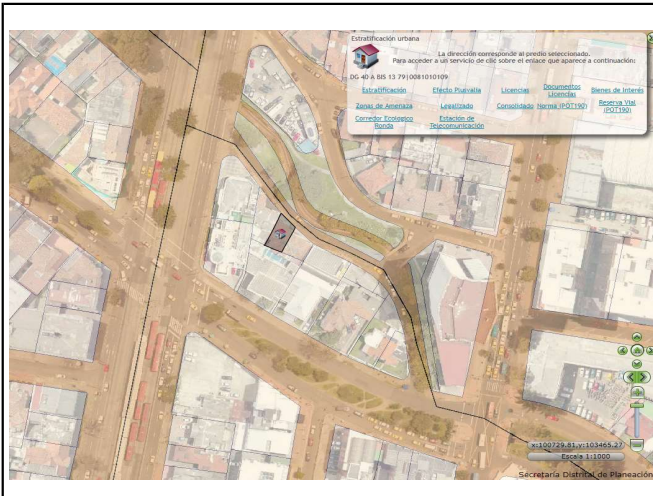 Estratificación urbana
La dirección corresponde al predio seleccionado.
Para acceder a un servicio de clic sobre el enlace que aparece a continuación:
DG 40 A BIS 13 79|0081010109
Estratificación Efecto Plusvalia Licencias Documentos Licencias Bienes de Interés
Zonas de Amenaza Legalizado Consolidado Norma (POT190) Reserva Vial (POT190)
Corredor Ecologico Ronda Estación de Telecomunicación
x:100729.81,y:103465.27
Escala 1:1000
Secretaría Distrital de Planeación